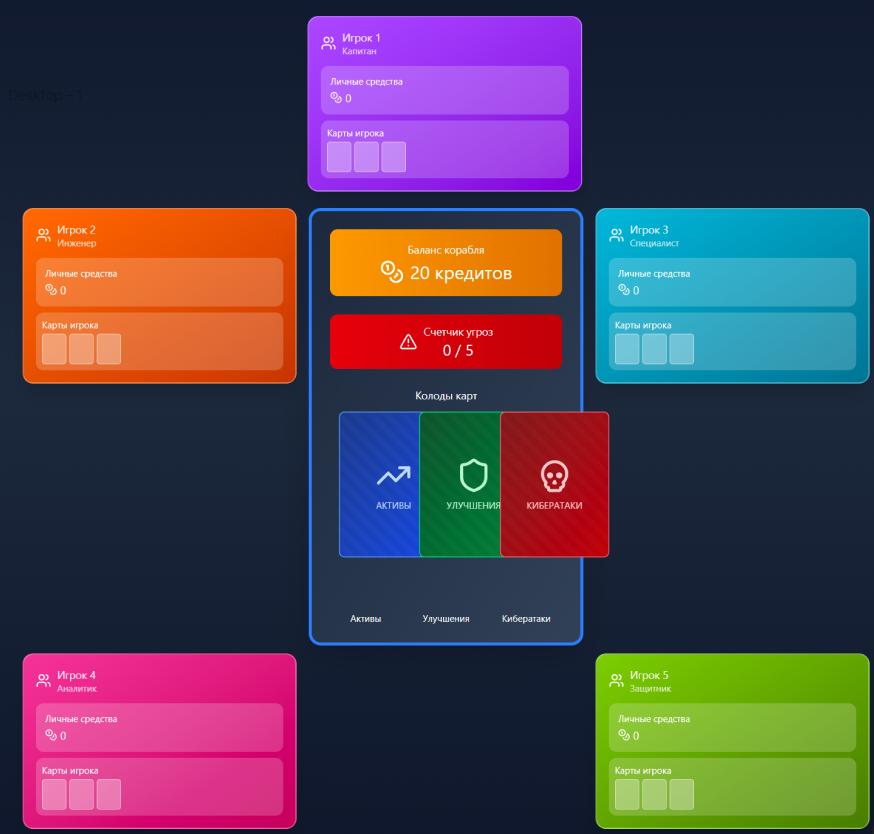 Игрок 1
Капитан
Личные средства
0
Карты игрока
Desktop - 1
Игрок 2
Инженер
Личные средства
0
Карты игрока
Баланс корабля
20 кредитов
Счетчик угроз
0 / 5
Колоды карт
АКТИВЫ
УЛУЧШЕНИЯ
КИБЕРАТАКИ
Активы
Улучшения
Кибератаки
Игрок 3
Специалист
Личные средства
0
Карты игрока
Игрок 4
Аналитик
Личные средства
0
Карты игрока
Игрок 5
Защитник
Личные средства
0
Карты игрока